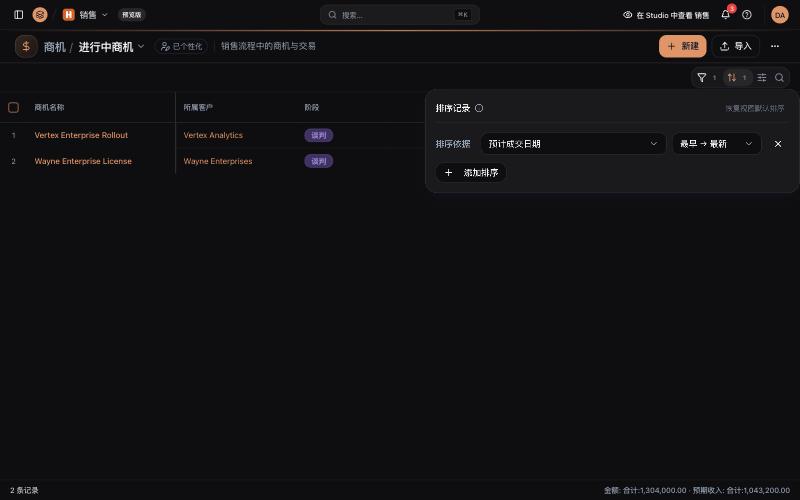 销售 预览版 搜索... ⌘K 在 Studio 中查看 销售 3 DA
商机 / 进行中商机 已个性化 销售流程中的商机与交易 新建 导入
1 1
商机名称 所属客户 阶段
1 Vertex Enterprise Rollout Vertex Analytics 谈判
2 Wayne Enterprise License Wayne Enterprises 谈判
排序记录 恢复视图默认排序
排序依据 预计成交日期 最早 → 最新
添加排序
2 条记录 金额: 合计:1,304,000.00 · 预期收入: 合计:1,043,200.00